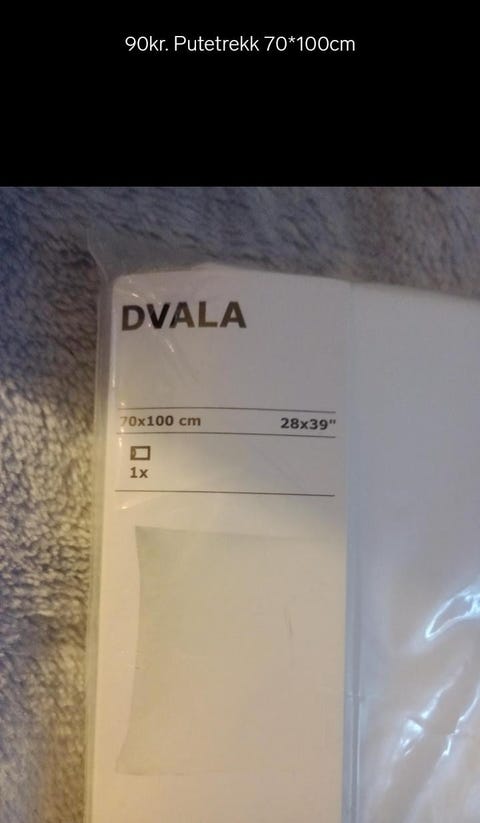 90kr. Putetrekk 70*100cm
DVALA
70x100 cm 28x39"
1x